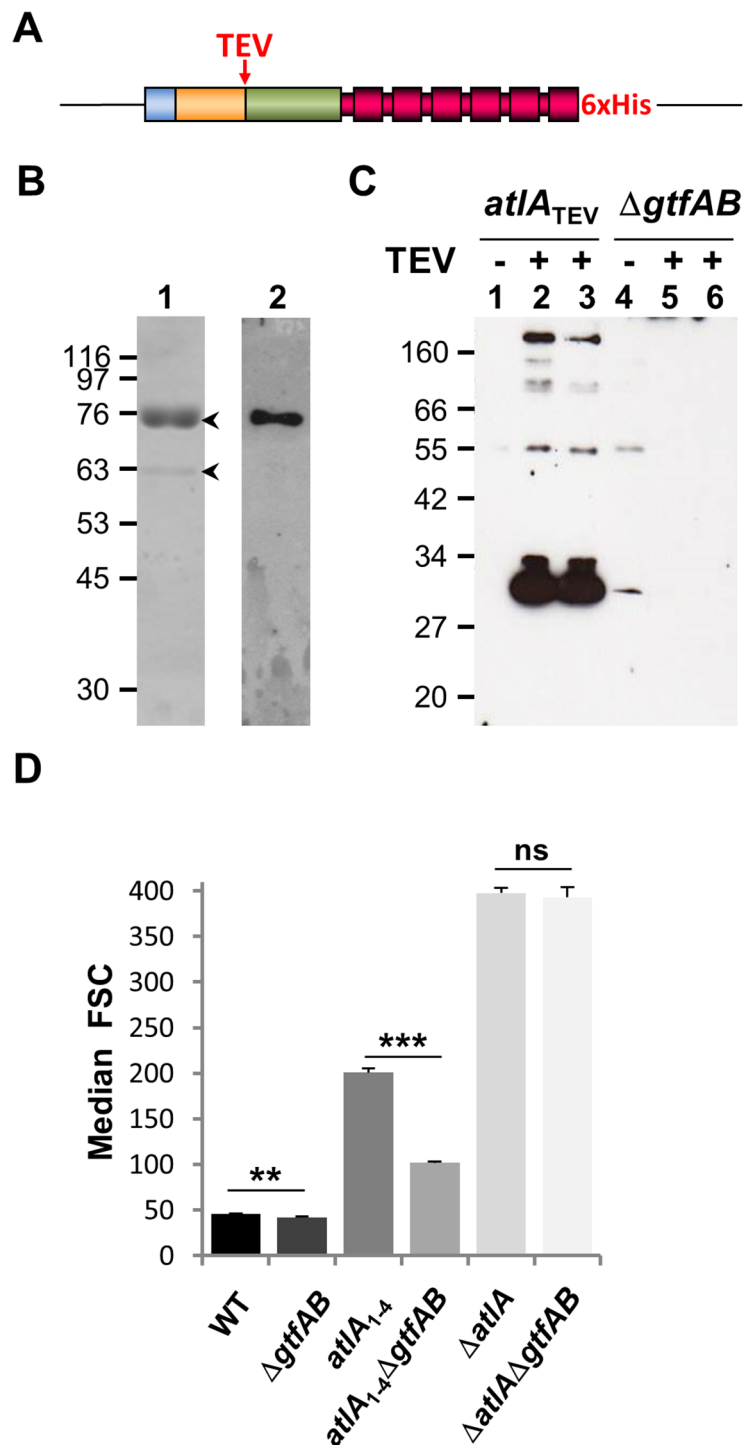 A
TEV
6xHis
B
C
atlA TEV ΔgtfAB
TEV - + + - + +
1 2
1 2 3 4 5 6
116
97
76
63
53
45
30
160
66
55
42
34
27
20
D
ns
***
**
Median FSC
400
350
300
250
200
150
100
50
0
WT
ΔgtfAB
atlA1-4
atlA1-4ΔgtfAB
ΔatlA
ΔatlAΔgtfAB